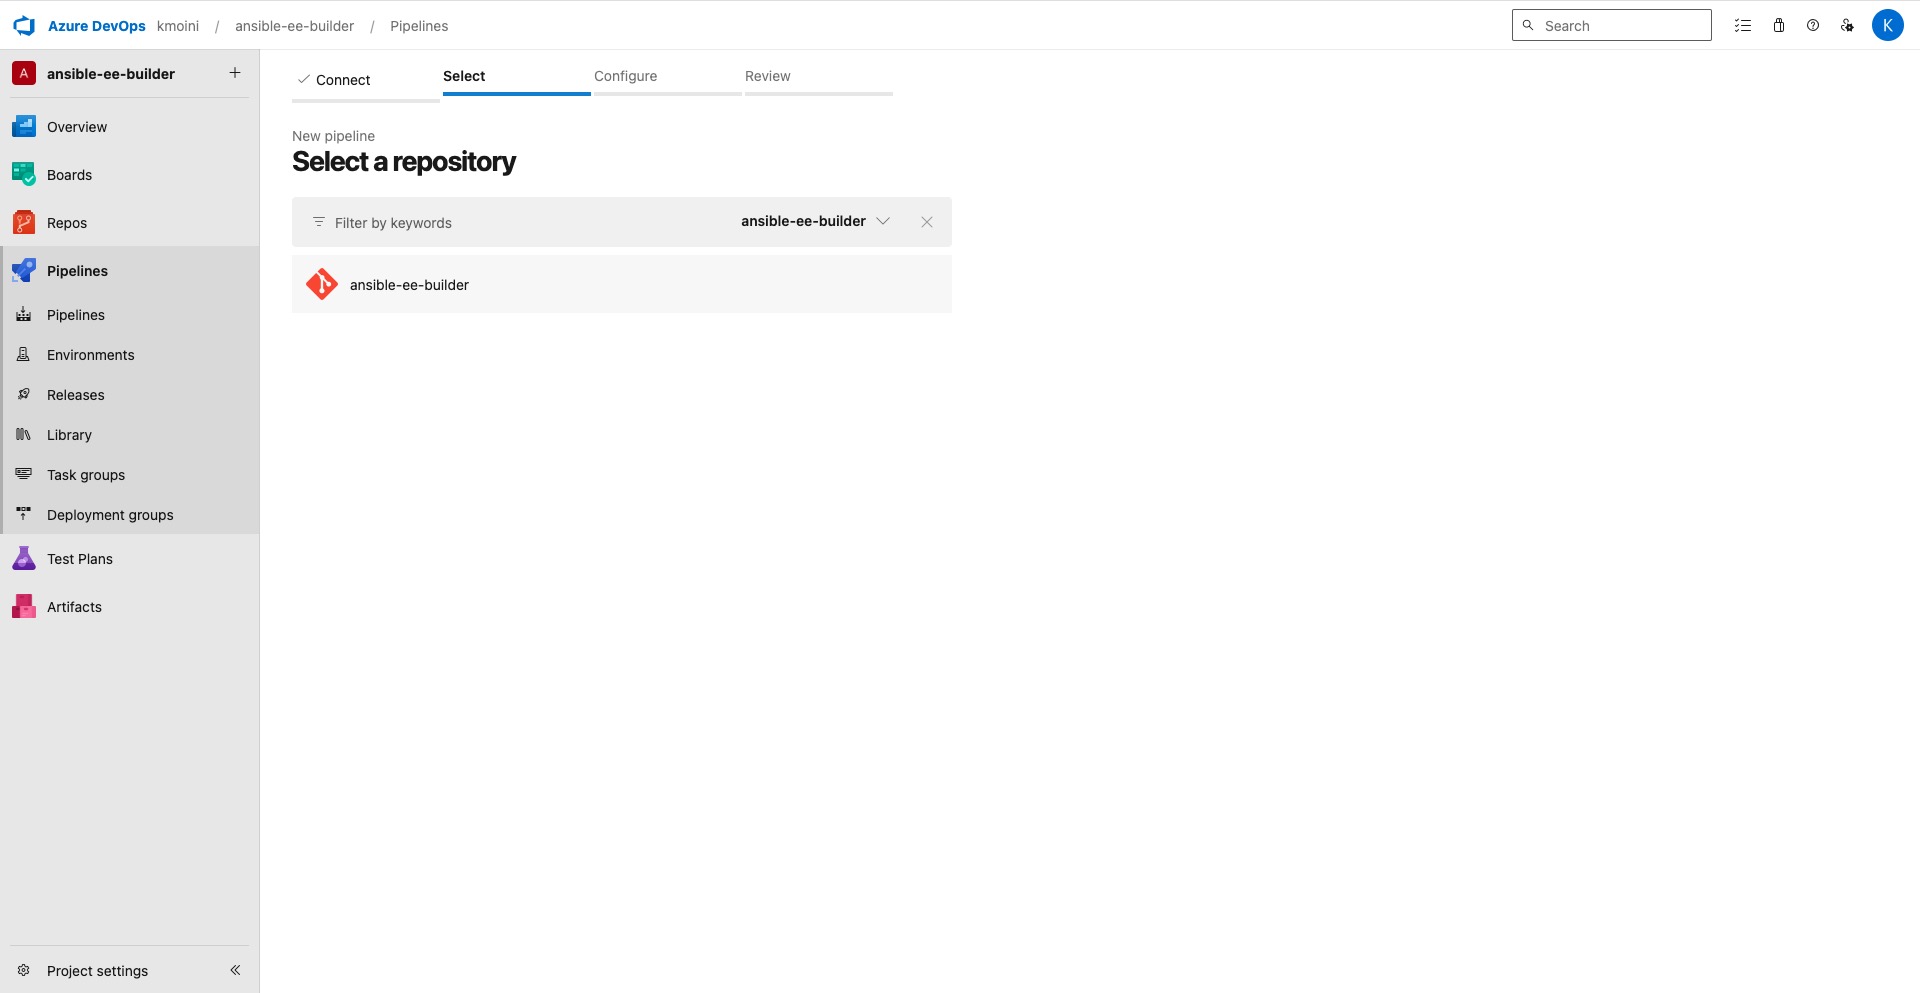 Azure DevOps kmoini / ansible-ee-builder / Pipelines
Search
K
A ansible-ee-builder
Overview
Boards
Repos
Pipelines
Pipelines
Environments
Releases
Library
Task groups
Deployment groups
Test Plans
Artifacts
Project settings
Connect
Select
Configure
Review
New pipeline
Select a repository
Filter by keywords
ansible-ee-builder
ansible-ee-builder